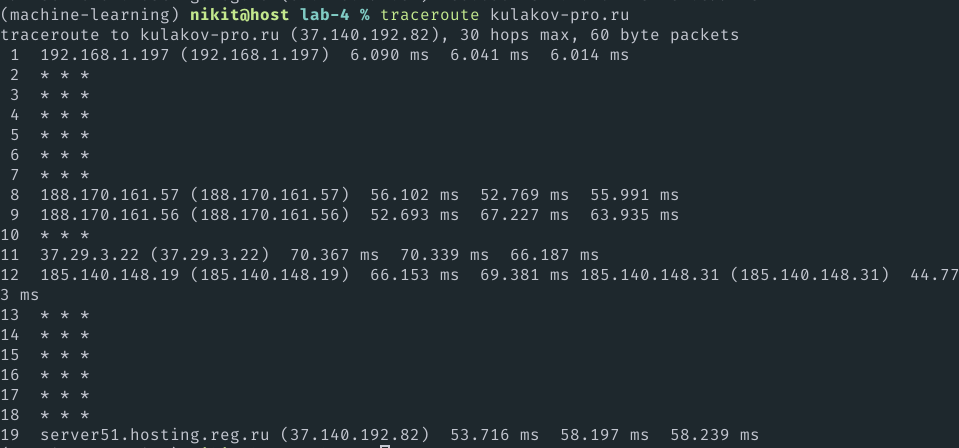 (machine-learning) nikit@host lab-4 % traceroute kulakov-pro.ru
traceroute to kulakov-pro.ru (37.140.192.82), 30 hops max, 60 byte packets
 1  192.168.1.197 (192.168.1.197)  6.090 ms  6.041 ms  6.014 ms
 2  * * *
 3  * * *
 4  * * *
 5  * * *
 6  * * *
 7  * * *
 8  188.170.161.57 (188.170.161.57)  56.102 ms  52.769 ms  55.991 ms
 9  188.170.161.56 (188.170.161.56)  52.693 ms  67.227 ms  63.935 ms
10  * * *
11  37.29.3.22 (37.29.3.22)  70.367 ms  70.339 ms  66.187 ms
12  185.140.148.19 (185.140.148.19)  66.153 ms  69.381 ms 185.140.148.31 (185.140.148.31)  44.77
3 ms
13  * * *
14  * * *
15  * * *
16  * * *
17  * * *
18  * * *
19  server51.hosting.reg.ru (37.140.192.82)  53.716 ms  58.197 ms  58.239 ms